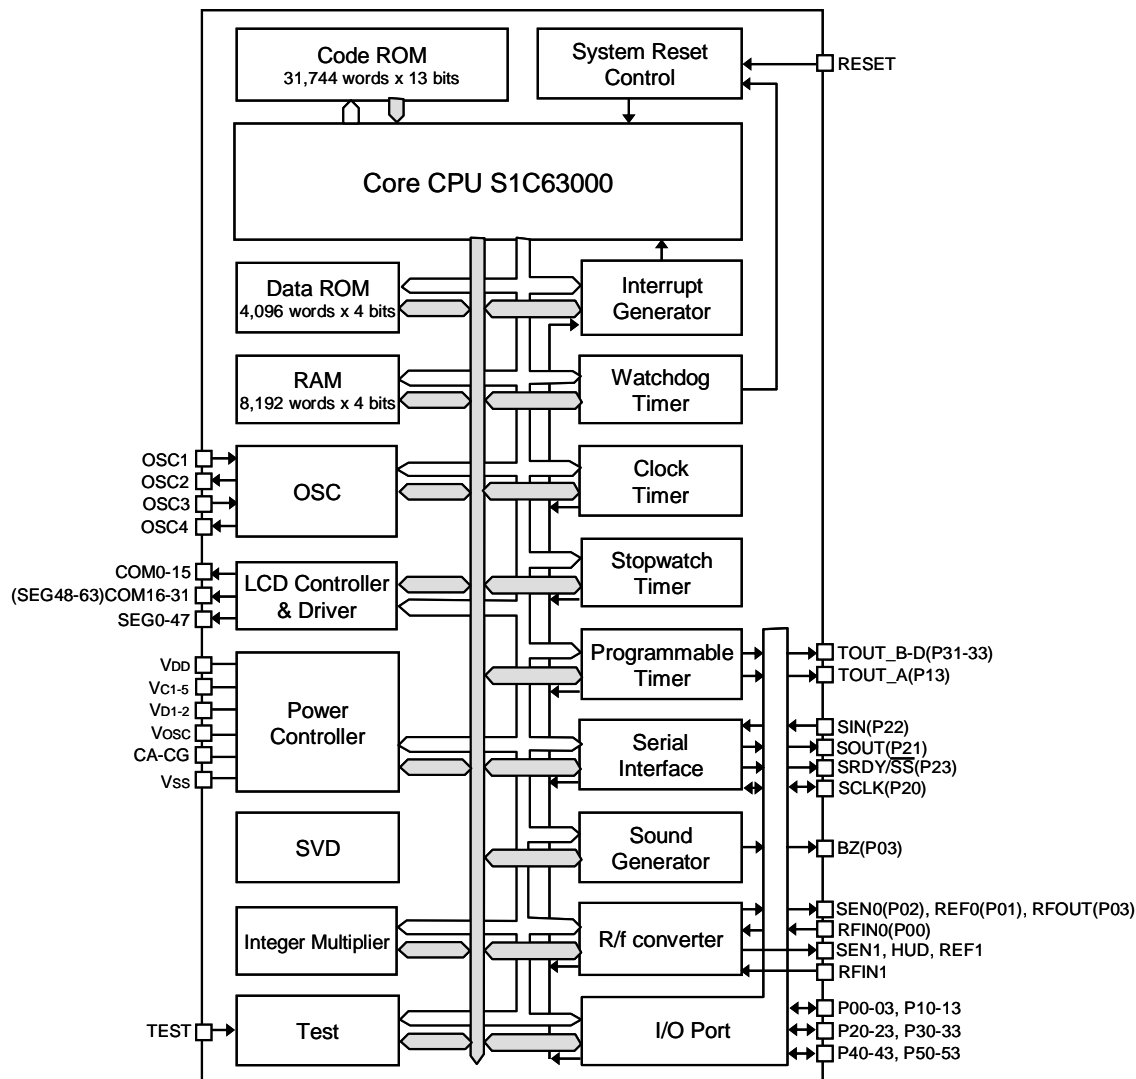 Code ROM
31,744 words x 13 bits
System Reset
Control
RESET
Core CPU S1C63000
Data ROM
4,096 words x 4 bits
Interrupt
Generator
RAM
8,192 words x 4 bits
Watchdog
Timer
OSC1
OSC2
OSC3
OSC4
OSC
Clock
Timer
COM0-15
(SEG48-63)COM16-31
SEG0-47
LCD Controller
& Driver
Stopwatch
Timer
VDD
VC1-5
VD1-2
VOSC
CA-CG
VSS
Power
Controller
Programmable
Timer
TOUT_B-D(P31-33)
TOUT_A(P13)
Serial
Interface
SIN(P22)
SOUT(P21)
SRDY/SS(P23)
SCLK(P20)
SVD
Sound
Generator
BZ(P03)
Integer Multiplier
R/f converter
SEN0(P02), REF0(P01), RFOUT(P03)
RFIN0(P00)
SEN1, HUD, REF1
RFIN1
TEST
Test
I/O Port
P00-03, P10-13
P20-23, P30-33
P40-43, P50-53